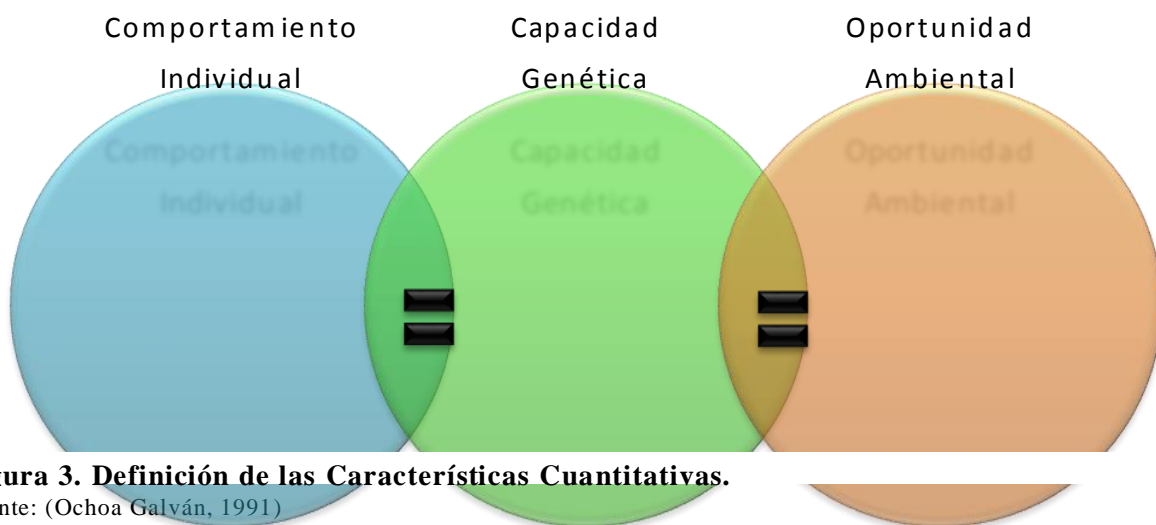 Comportamiento
Individual
Capacidad
Genética
Oportunidad
Ambiental
Comportamiento
Individual
Capacidad
Genética
Oportunidad
Ambiental
=
=
gura 3. Definición de las Características Cuantitativas.
nte: (Ochoa Galván, 1991)